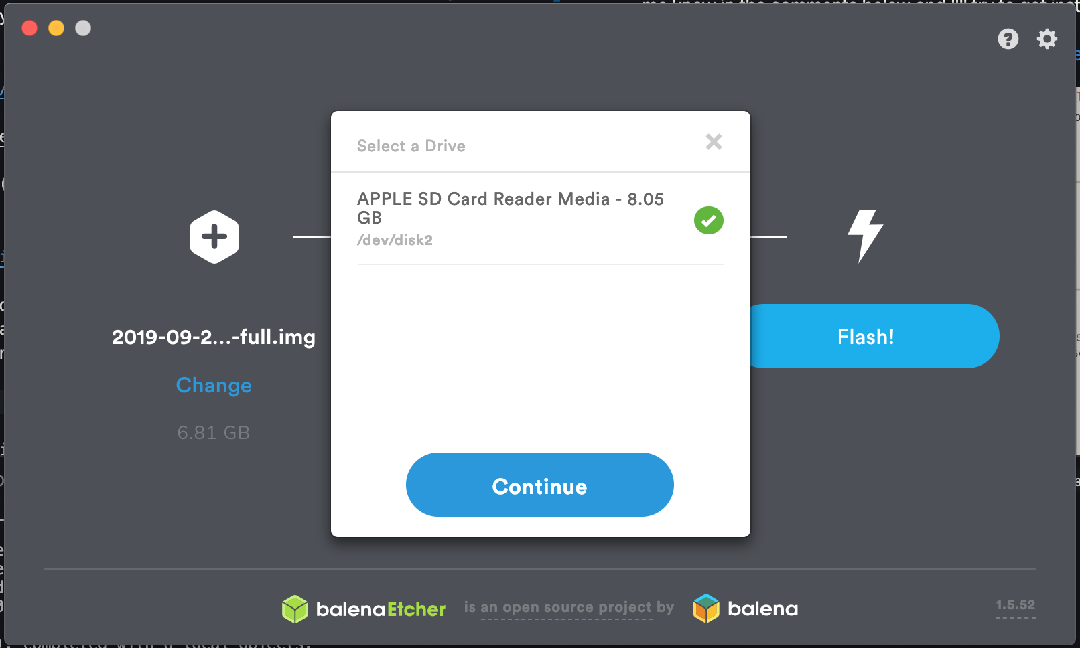 Select a Drive
APPLE SD Card Reader Media - 8.05
GB
/dev/disk2
2019-09-2...-full.img
Change
6.81 GB
Flash!
Continue
balenaEtcher is an open source project by balena
1.5.52